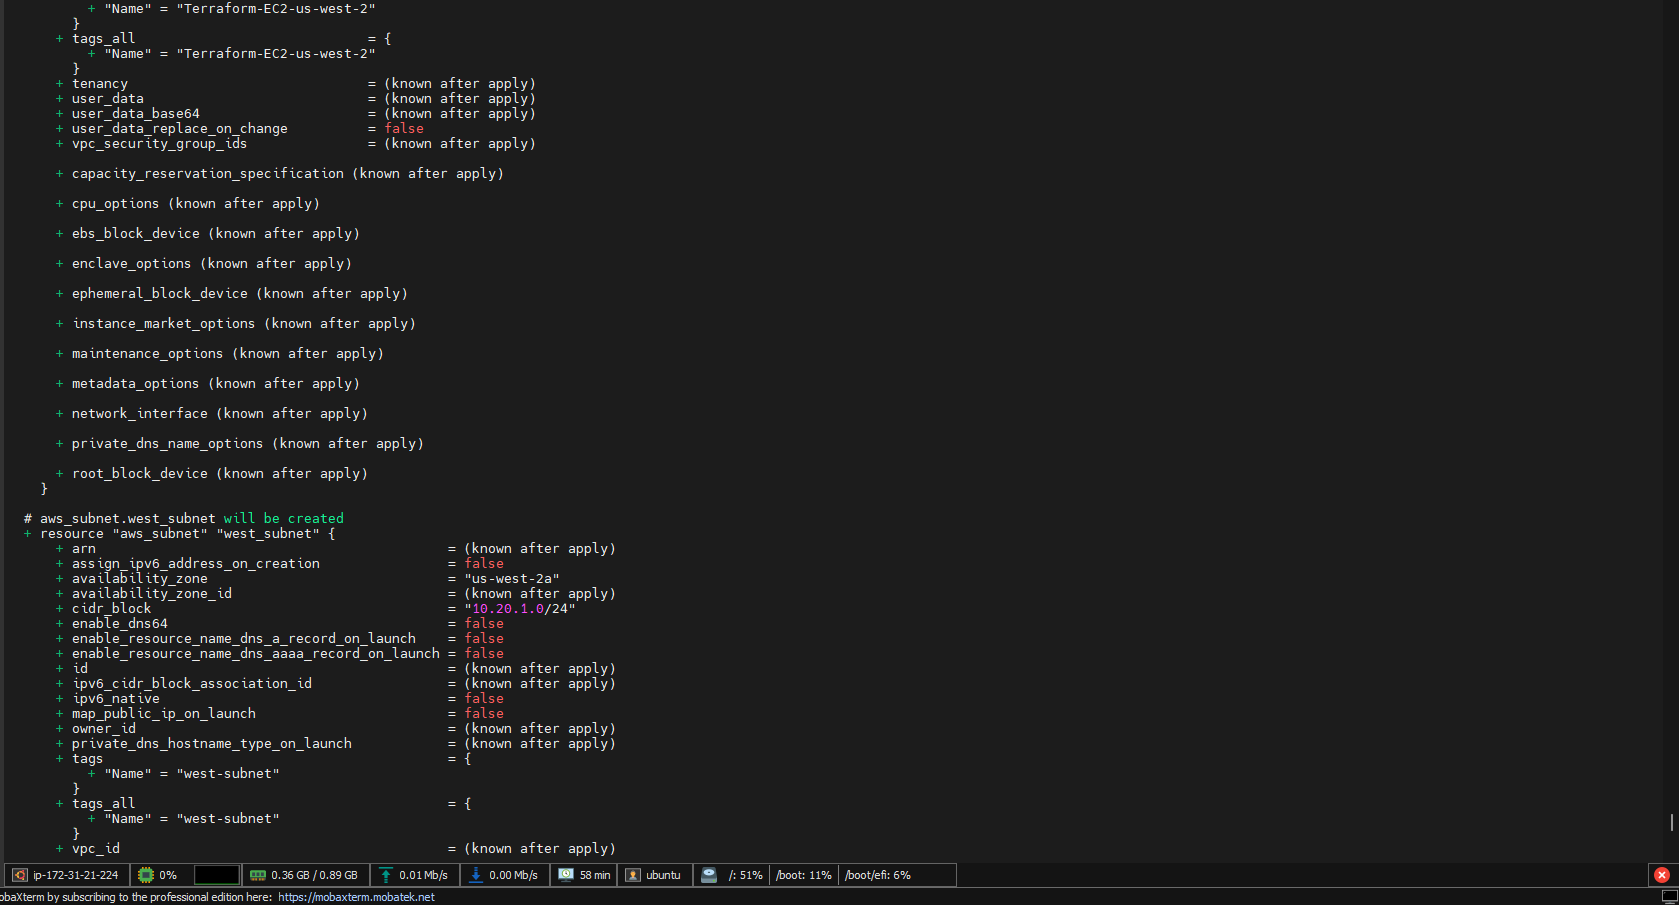 + "Name" = "Terraform-EC2-us-west-2"
}
+ tags_all = {
+ "Name" = "Terraform-EC2-us-west-2"
}
+ tenancy = (known after apply)
+ user_data = (known after apply)
+ user_data_base64 = (known after apply)
+ user_data_replace_on_change = false
+ vpc_security_group_ids = (known after apply)
+ capacity_reservation_specification (known after apply)
+ cpu_options (known after apply)
+ ebs_block_device (known after apply)
+ enclave_options (known after apply)
+ ephemeral_block_device (known after apply)
+ instance_market_options (known after apply)
+ maintenance_options (known after apply)
+ metadata_options (known after apply)
+ network_interface (known after apply)
+ private_dns_name_options (known after apply)
+ root_block_device (known after apply)
}
# aws_subnet.west_subnet will be created
+ resource "aws_subnet" "west_subnet" {
+ arn = (known after apply)
+ assign_ipv6_address_on_creation = false
+ availability_zone = "us-west-2a"
+ availability_zone_id = (known after apply)
+ cidr_block = "10.20.1.0/24"
+ enable_dns64 = false
+ enable_resource_name_dns_a_record_on_launch = false
+ enable_resource_name_dns_aaaa_record_on_launch = false
+ id = (known after apply)
+ ipv6_cidr_block_association_id = (known after apply)
+ ipv6_native = false
+ map_public_ip_on_launch = false
+ owner_id = (known after apply)
+ private_dns_hostname_type_on_launch = (known after apply)
+ tags = {
+ "Name" = "west-subnet"
}
+ tags_all = {
+ "Name" = "west-subnet"
}
+ vpc_id = (known after apply)
ip-172-31-21-224 0% 0.36 GB / 0.89 GB 0.01 Mb/s 0.00 Mb/s 58 min ubuntu /: 51% /boot: 11% /boot/efi: 6%
obaXterm by subscribing to the professional edition here: https://mobaxterm.mobatek.net